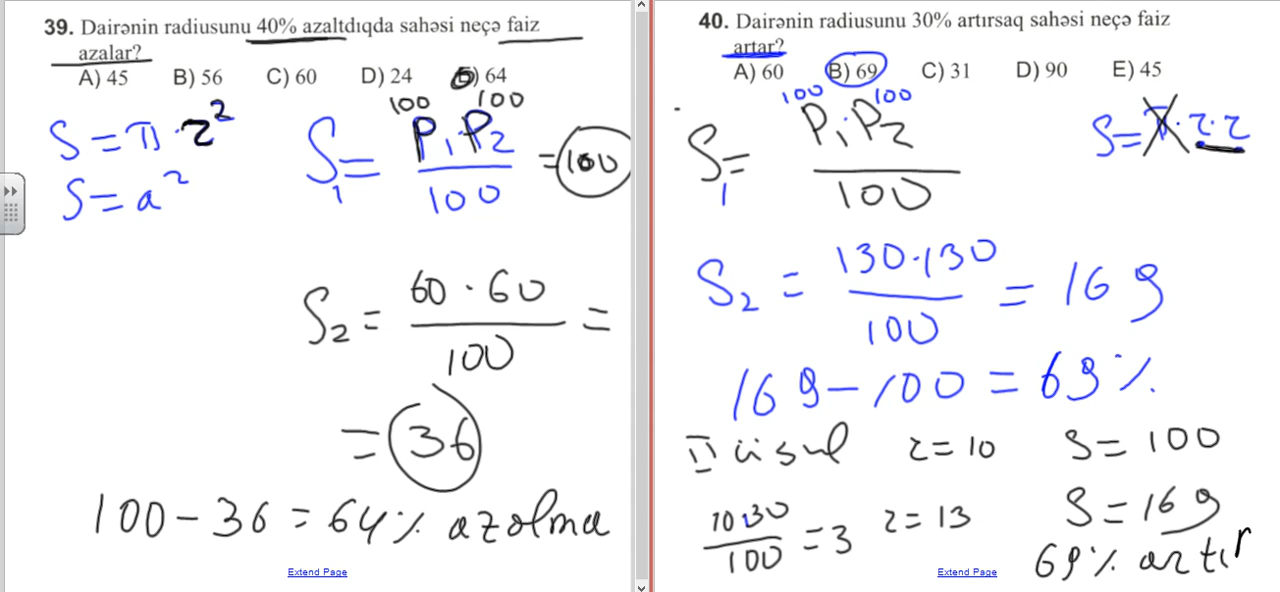 39. Dairənin radiusunu 40% azaltdıqda sahəsi neçə faiz
azalar?
A) 45 B) 56 C) 60 D) 24 E) 64
S = π · r²
S = a²
100 100
S₁ = P₁·P₂ / 100 = 100
S₂ = 60 · 60 / 100 =
= 36
100 - 36 = 64% azalma
Extend Page
40. Dairənin radiusunu 30% artırsaq sahəsi neçə faiz
artar?
A) 60 B) 69 C) 31 D) 90 E) 45
100 100
S₁ = P₁P₂ / 100
S = π · r · r
S₂ = 130 · 130 / 100 = 169
169 - 100 = 69%
II üsul r = 10 S = 100
10·30 / 100 = 3 r = 13 S = 169
69% artır
Extend Page